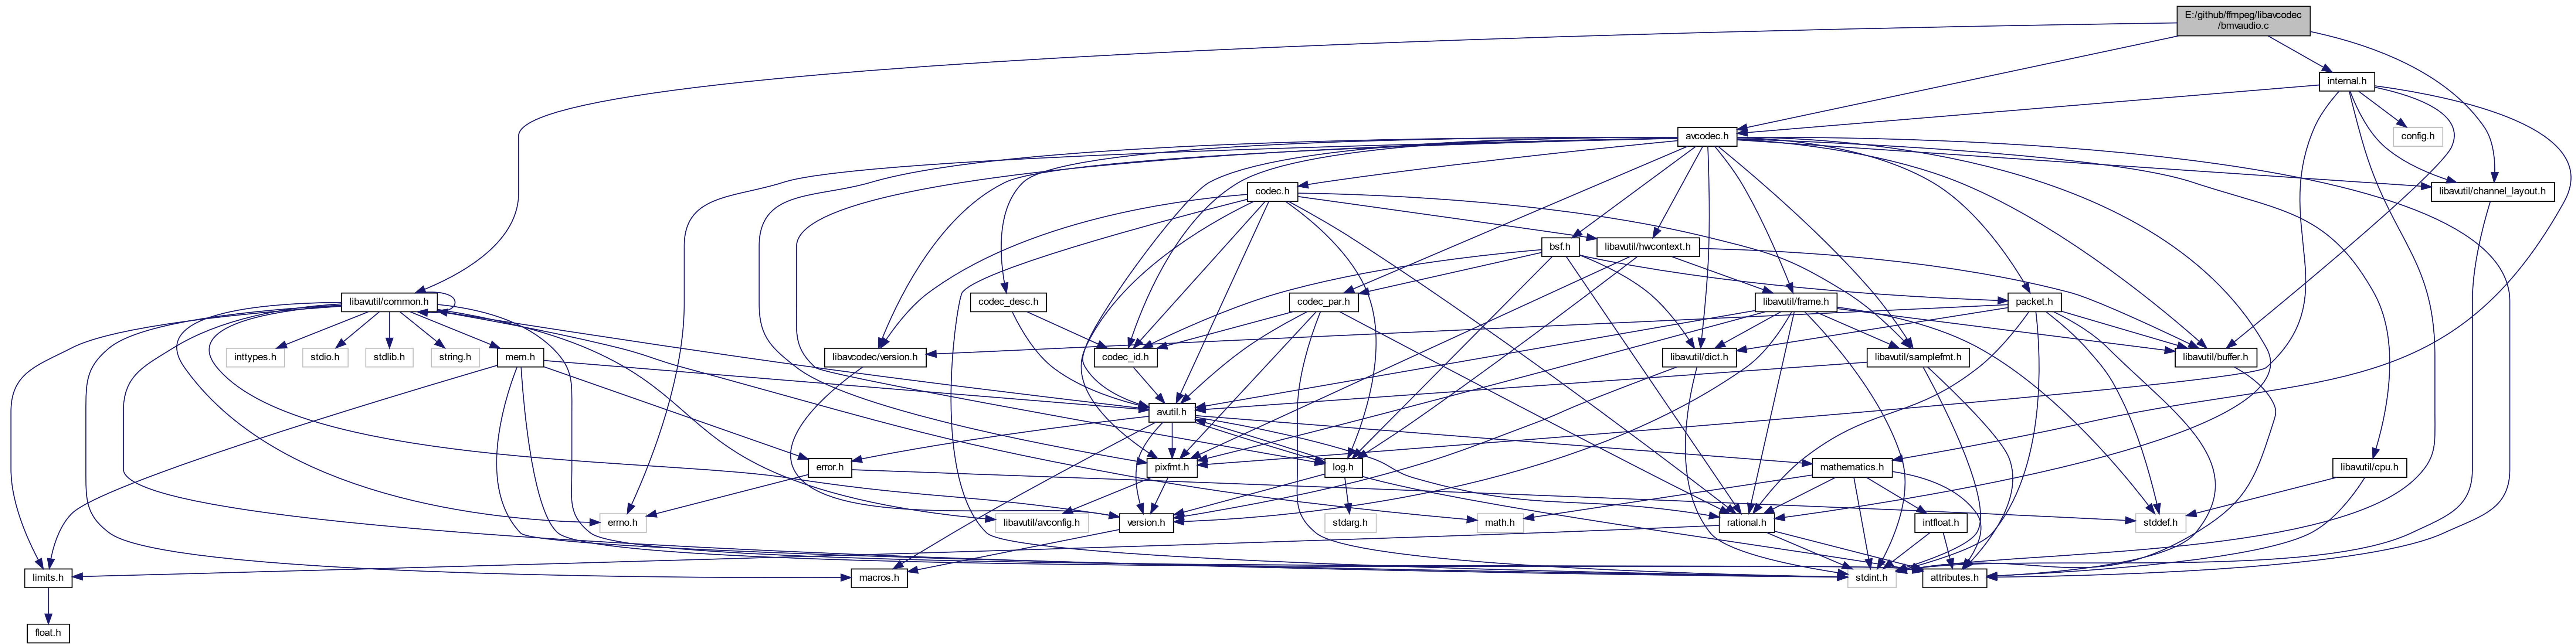 E:/github/ffmpeg/libavcodec
/bmvaudio.c
internal.h
avcodec.h
config.h
codec.h
libavutil/channel_layout.h
bsf.h
libavutil/hwcontext.h
libavutil/common.h
codec_desc.h
codec_par.h
libavutil/frame.h
packet.h
inttypes.h
stdio.h
stdlib.h
string.h
mem.h
libavcodec/version.h
codec_id.h
libavutil/dict.h
libavutil/samplefmt.h
libavutil/buffer.h
avutil.h
error.h
pixfmt.h
log.h
mathematics.h
libavutil/cpu.h
errno.h
libavutil/avconfig.h
version.h
stdarg.h
math.h
rational.h
intfloat.h
stddef.h
limits.h
macros.h
stdint.h
attributes.h
float.h